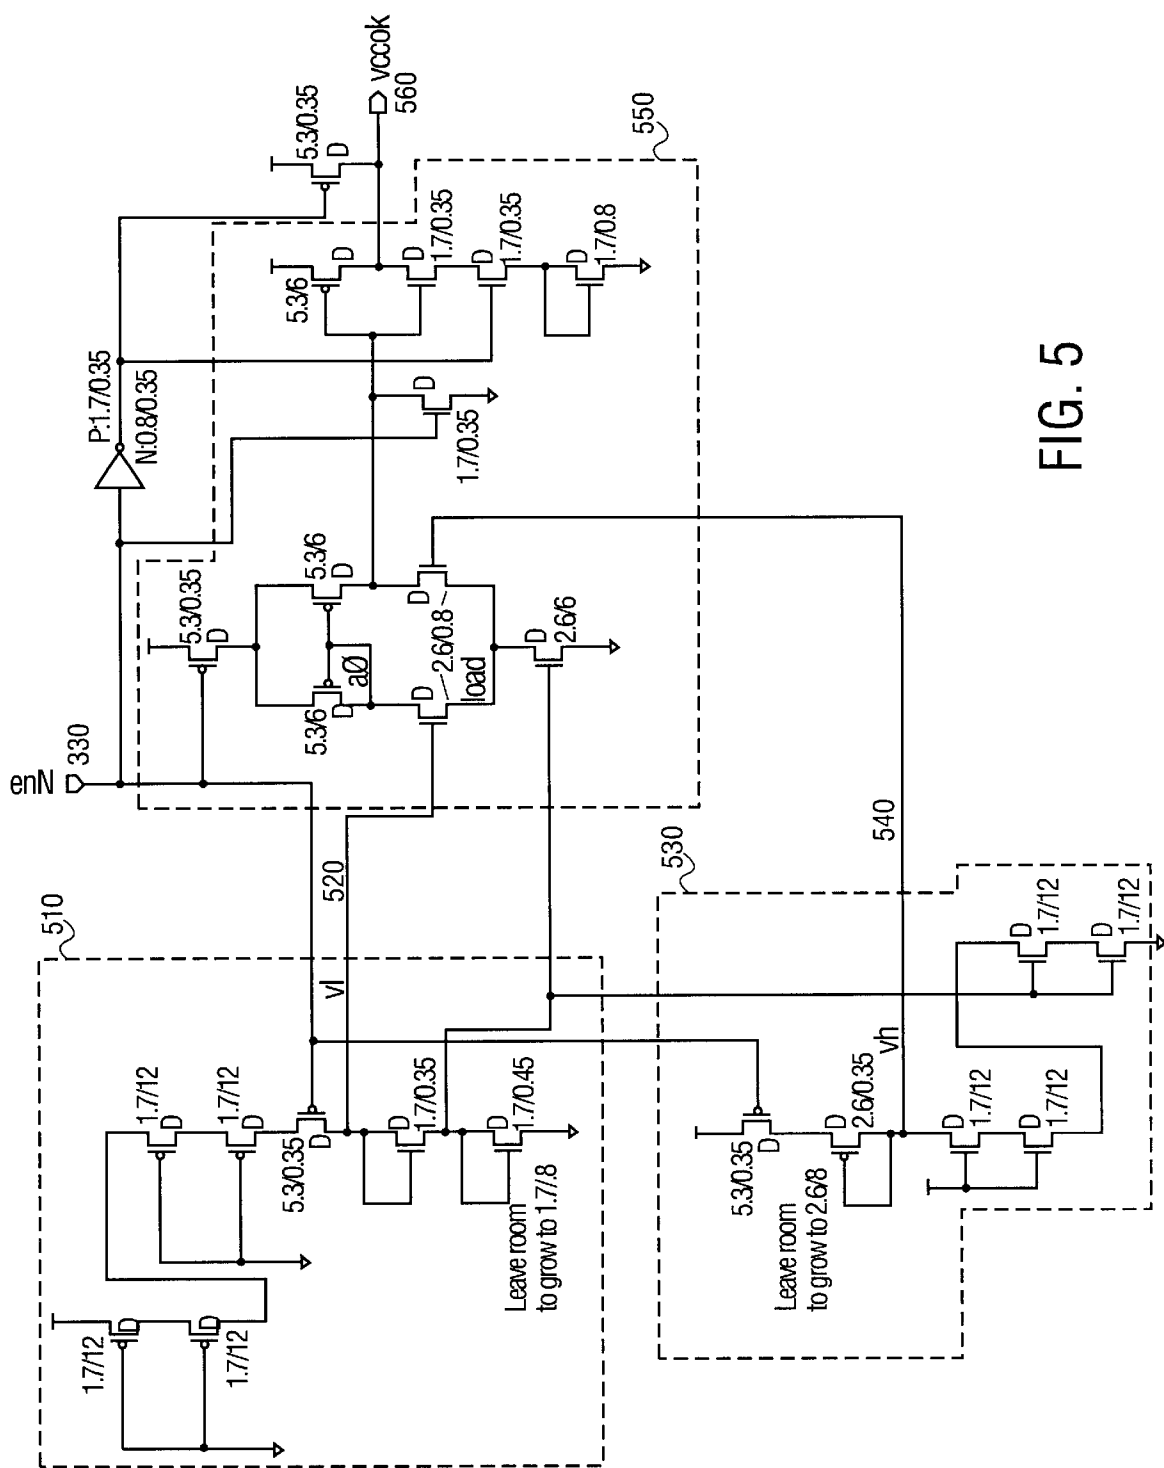 enN
330
P:1.7/0.35
N:0.8/0.35
5.3/0.35
D
vccok
560
550
5.3/0.35
D
5.3/6
D
aØ
5.3/6
D
D
2.6/0.8
D
load
D
2.6/6
D
1.7/0.35
5.3/6
D
D
1.7/0.35
D
1.7/0.35
D
1.7/0.8
510
1.7/12
D
D
1.7/12
1.7/12
D
1.7/12
D
5.3/0.35
D
vl
520
D
1.7/0.35
D
1.7/0.45
Leave room
to grow to 1.7/.8
530
540
5.3/0.35
D
D
2.6/0.35
vh
Leave room
to grow to 2.6/8
D
1.7/12
D
1.7/12
D
1.7/12
D
1.7/12
FIG. 5